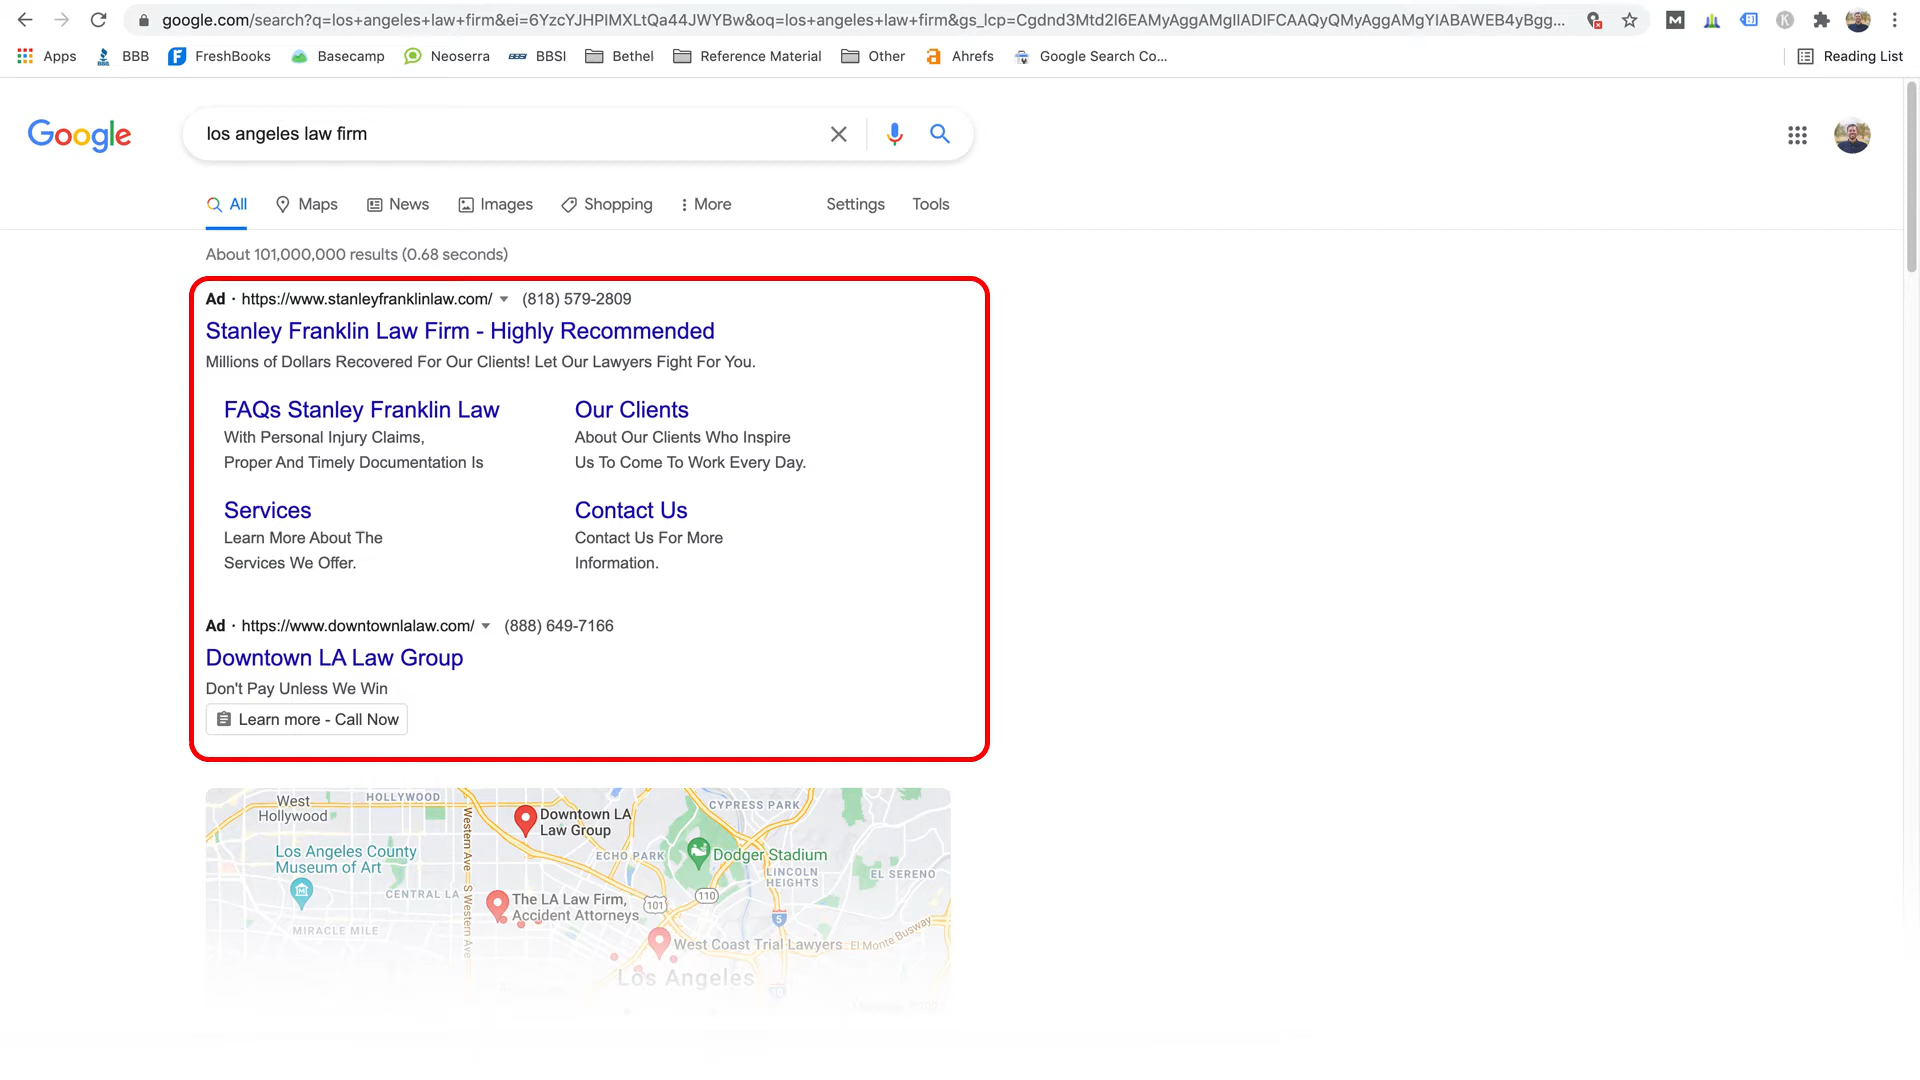 google.com/search?q=los+angeles+law+firm&ei=6YzcYJHPIMXLtQa44JWYBw&oq=los+angeles+law+firm&gs_lcp=Cgdnd3Mtd2l6EAMyAggAMgIIADIFCAAQyQMyAggAMgYIABAWEB4yBgg...
Apps BBB FreshBooks Basecamp Neoserra BBSI Bethel Reference Material Other Ahrefs Google Search Co... Reading List
Google
los angeles law firm
All Maps News Images Shopping More Settings Tools
About 101,000,000 results (0.68 seconds)
Ad · https://www.stanleyfranklinlaw.com/ (818) 579-2809
Stanley Franklin Law Firm - Highly Recommended
Millions of Dollars Recovered For Our Clients! Let Our Lawyers Fight For You.
FAQs Stanley Franklin Law
With Personal Injury Claims,
Proper And Timely Documentation Is
Our Clients
About Our Clients Who Inspire
Us To Come To Work Every Day.
Services
Learn More About The
Services We Offer.
Contact Us
Contact Us For More
Information.
Ad · https://www.downtownlalaw.com/ (888) 649-7166
Downtown LA Law Group
Don't Pay Unless We Win
Learn more - Call Now
West
Hollywood
HOLLYWOOD
Western Ave
S Western Ave
Downtown LA
Law Group
CYPRESS PARK
Los Angeles County
Museum of Art
ECHO PARK
Dodger Stadium
LINCOLN
HEIGHTS
EL SERENO
CENTRAL LA
110
The LA Law Firm,
Accident Attorneys
101
5
MIRACLE MILE
West Coast Trial Lawyers
El Monte Busway
Los Angeles
10